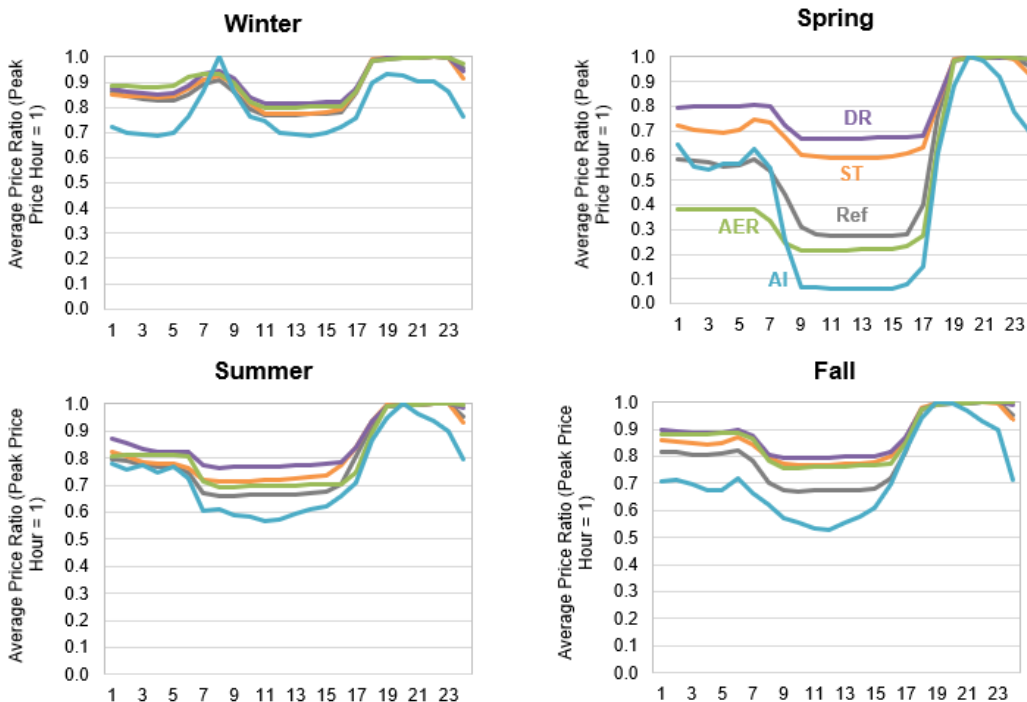 Winter
Average Price Ratio (Peak
Price Hour = 1)
1.0
0.9
0.8
0.7
0.6
0.5
0.4
0.3
0.2
0.1
0.0
1 3 5 7 9 11 13 15 17 19 21 23
Spring
Average Price Ratio (Peak
Price Hour = 1)
1.0
0.9
0.8
0.7
0.6
0.5
0.4
0.3
0.2
0.1
0.0
DR
ST
Ref
AER
AI
1 3 5 7 9 11 13 15 17 19 21 23
Summer
Average Price Ratio (Peak Price
Hour = 1)
1.0
0.9
0.8
0.7
0.6
0.5
0.4
0.3
0.2
0.1
0.0
1 3 5 7 9 11 13 15 17 19 21 23
Fall
Average Price Ratio (Peak Price
Hour = 1)
1.0
0.9
0.8
0.7
0.6
0.5
0.4
0.3
0.2
0.1
0.0
1 3 5 7 9 11 13 15 17 19 21 23